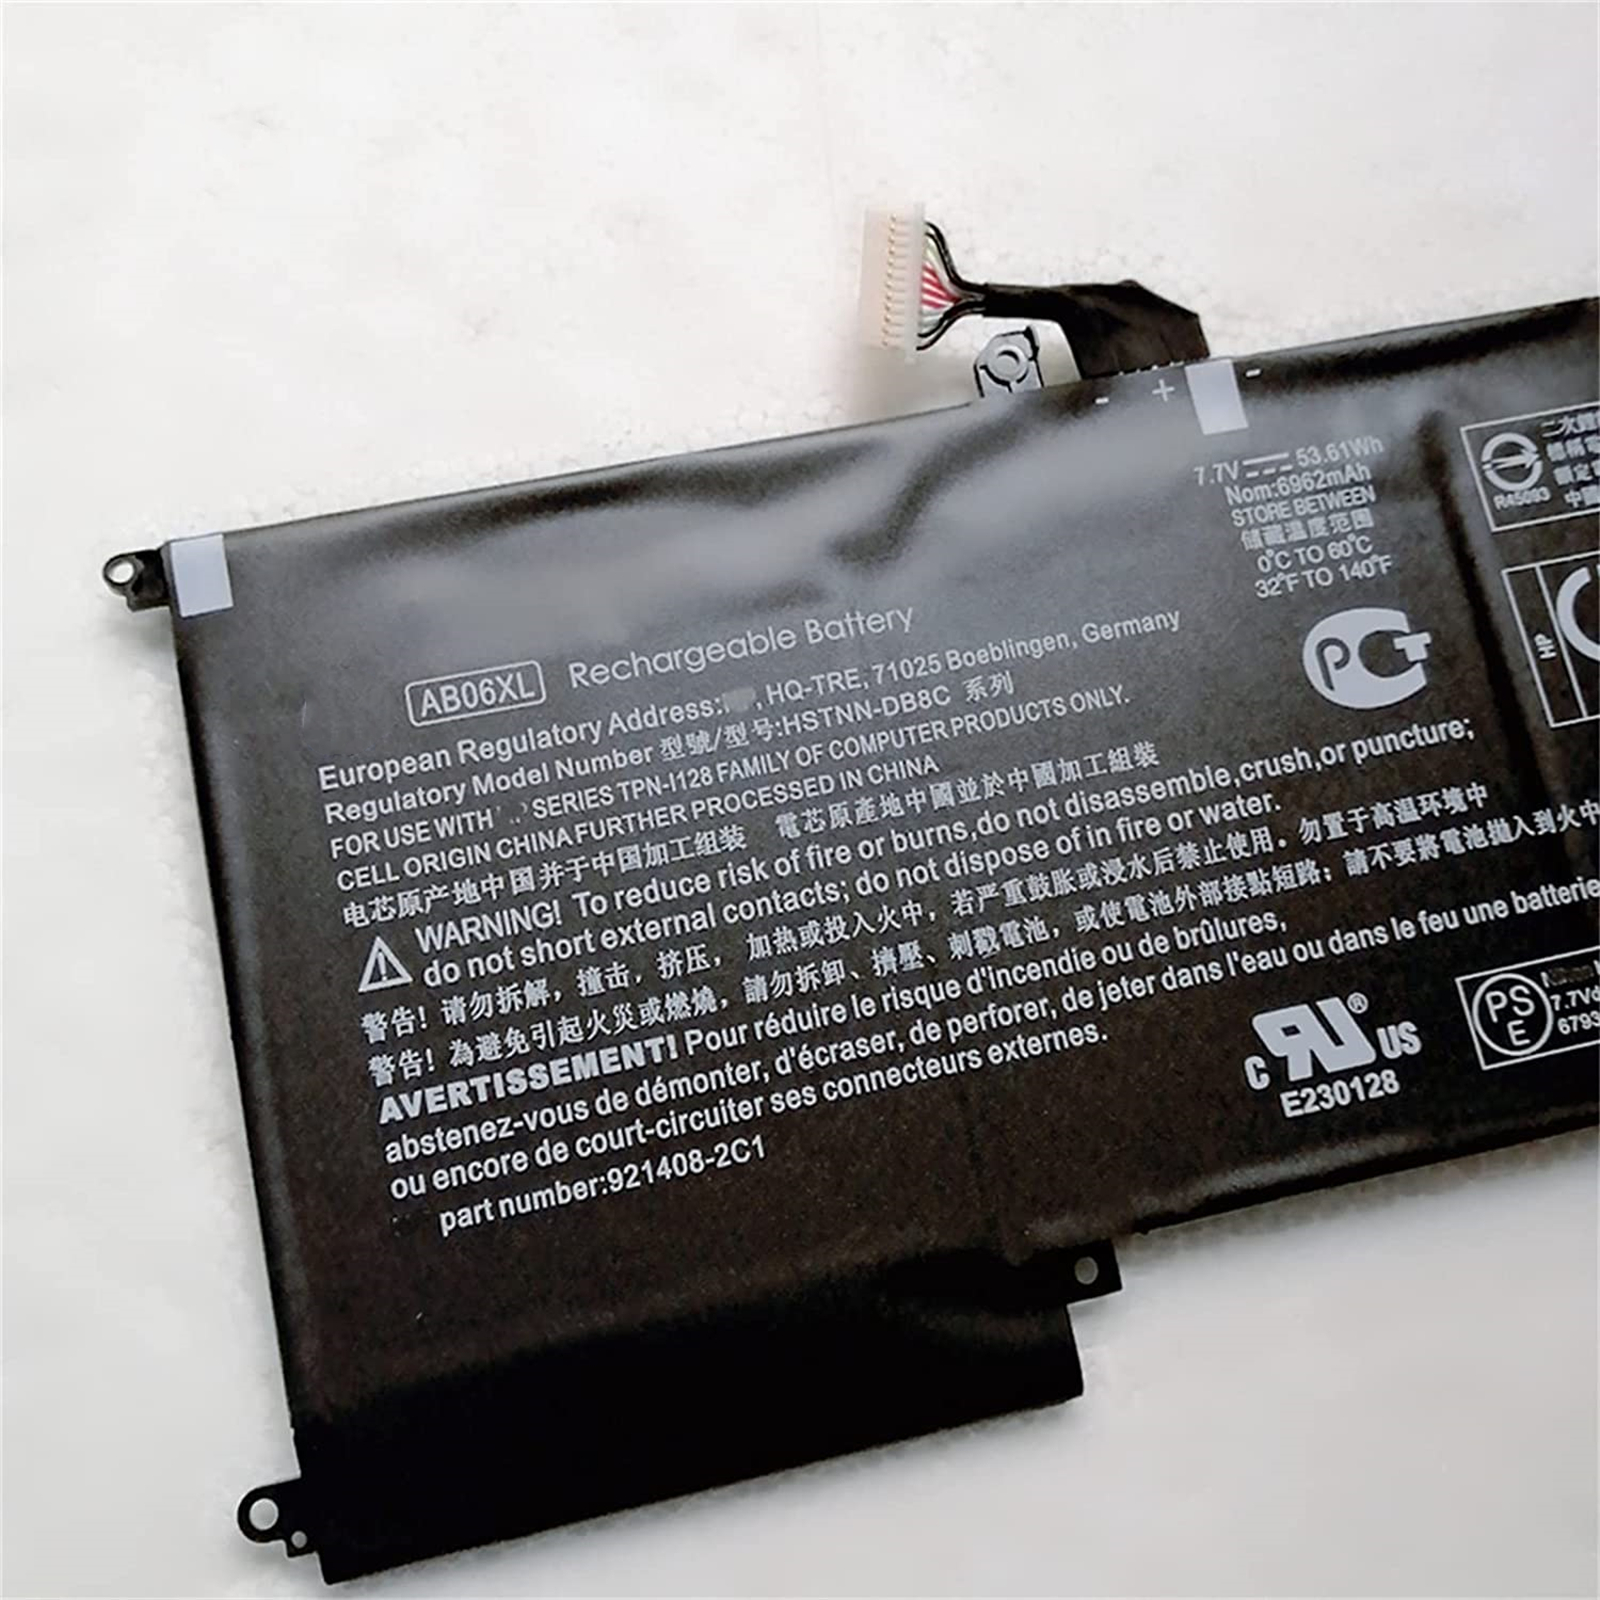 - + -
7.7V 53.61Wh
Nom:6962mAh
STORE BETWEEN
储藏温度范围
0°C TO 60°C
32°F TO 140°F
R45093
中國
HP
AB06XL Rechargeable Battery
European Regulatory Address: , HQ-TRE, 71025 Boeblingen, Germany
Regulatory Model Number 型號/型号:HSTNN-DB8C 系列
FOR USE WITH SERIES TPN-I128 FAMILY OF COMPUTER PRODUCTS ONLY.
CELL ORIGIN CHINA FURTHER PROCESSED IN CHINA
电芯原产地中国并于中国加工组装 電芯原產地中國並於中國加工組裝
WARNING! To reduce risk of fire or burns,do not disassemble,crush,or puncture;
do not short external contacts; do not dispose of in fire or water.
警告! 请勿拆解，撞击，挤压， 加热或投入火中，若严重鼓胀或浸水后禁止使用。勿置于高温环境中
警告! 為避免引起火災或燃燒，請勿拆卸、擠壓、刺戳電池，或使電池外部接點短路；請不要將電池拋入到火中
AVERTISSEMENT! Pour réduire le risque d'incendie ou de brûlures,
abstenez-vous de démonter, d'écraser, de perforer, de jeter dans l'eau ou dans le feu une batterie
ou encore de court-circuiter ses connecteurs externes.
part number:921408-2C1
c RU ® US
E230128
PS
E
7.7Vd
6793